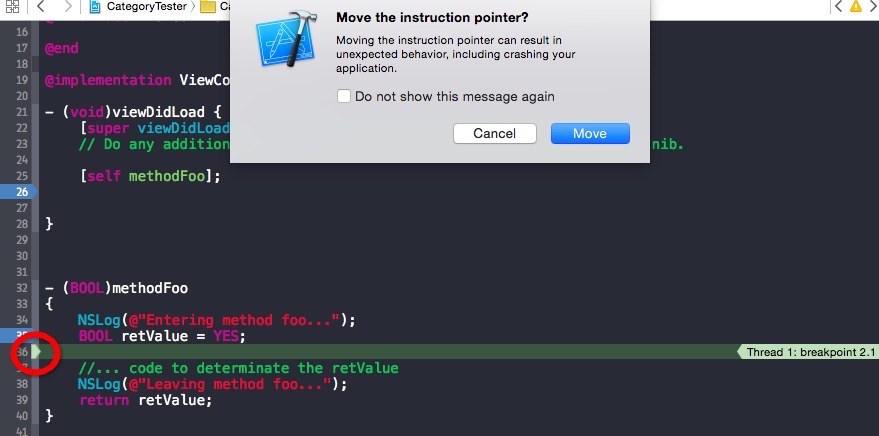 CategoryTester
Ca
Move the instruction pointer?
Moving the instruction pointer can result in
unexpected behavior, including crashing your
application.
Do not show this message again
Cancel
Move
16
17 @end
18
19 @implementation ViewCo
20
21 - (void)viewDidLoad {
22 [super viewDidLoad
23 // Do any addition nib.
24
25 [self methodFoo];
26
27
28 }
29
30
31
32 - (BOOL)methodFoo
33 {
34 NSLog(@"Entering method foo...");
35 BOOL retValue = YES;
36 Thread 1: breakpoint 2.1
37 //... code to determinate the retValue
38 NSLog(@"Leaving method foo...");
39 return retValue;
40 }
41